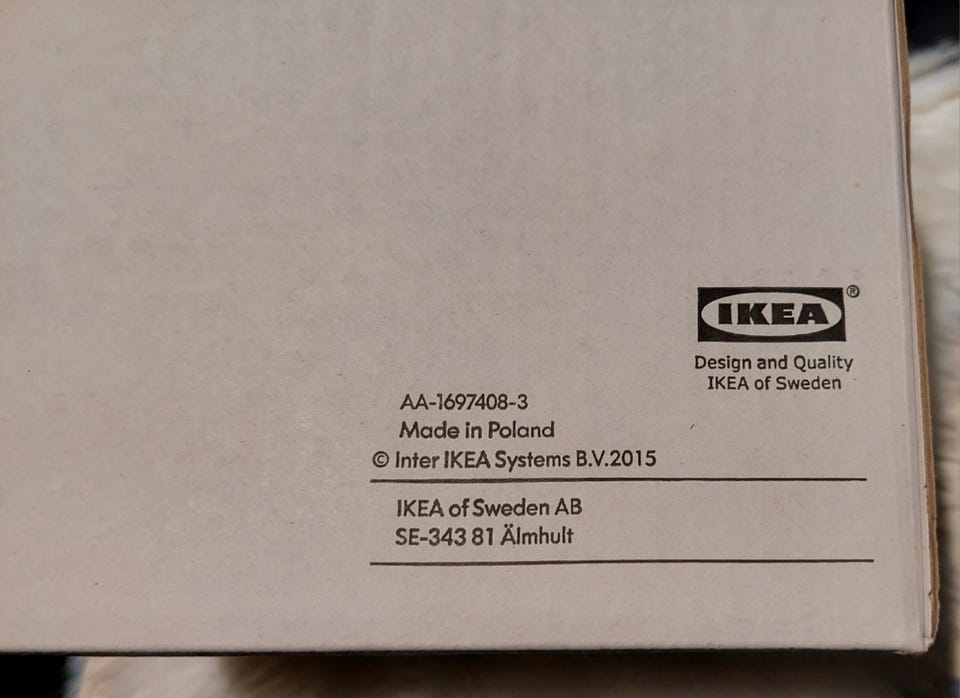 IKEA®
Design and Quality
IKEA of Sweden
AA-1697408-3
Made in Poland
© Inter IKEA Systems B.V.2015
IKEA of Sweden AB
SE-343 81 Älmhult